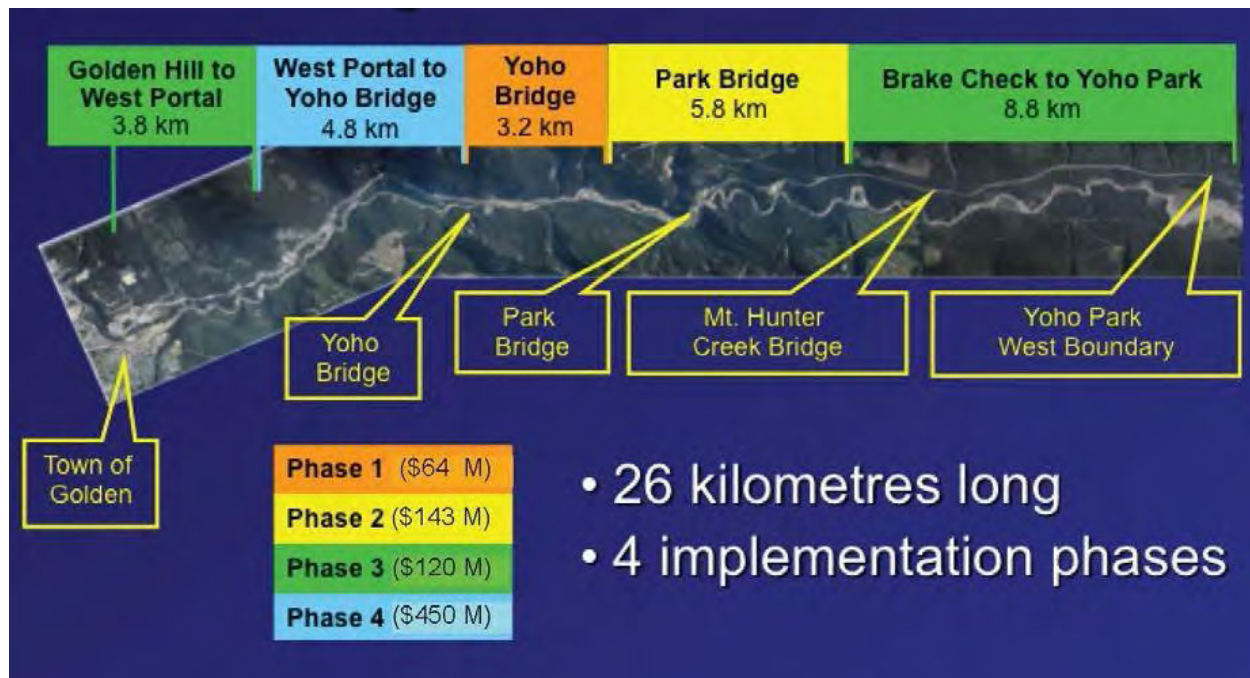 Golden Hill to
West Portal
3.8 km
West Portal to
Yoho Bridge
4.8 km
Yoho
Bridge
3.2 km
Park Bridge
5.8 km
Brake Check to Yoho Park
8.8 km
Yoho
Bridge
Park
Bridge
Mt. Hunter
Creek Bridge
Yoho Park
West Boundary
Town of
Golden
Phase 1 ($64 M)
Phase 2 ($143 M)
Phase 3 ($120 M)
Phase 4 ($450 M)
• 26 kilometres long
• 4 implementation phases